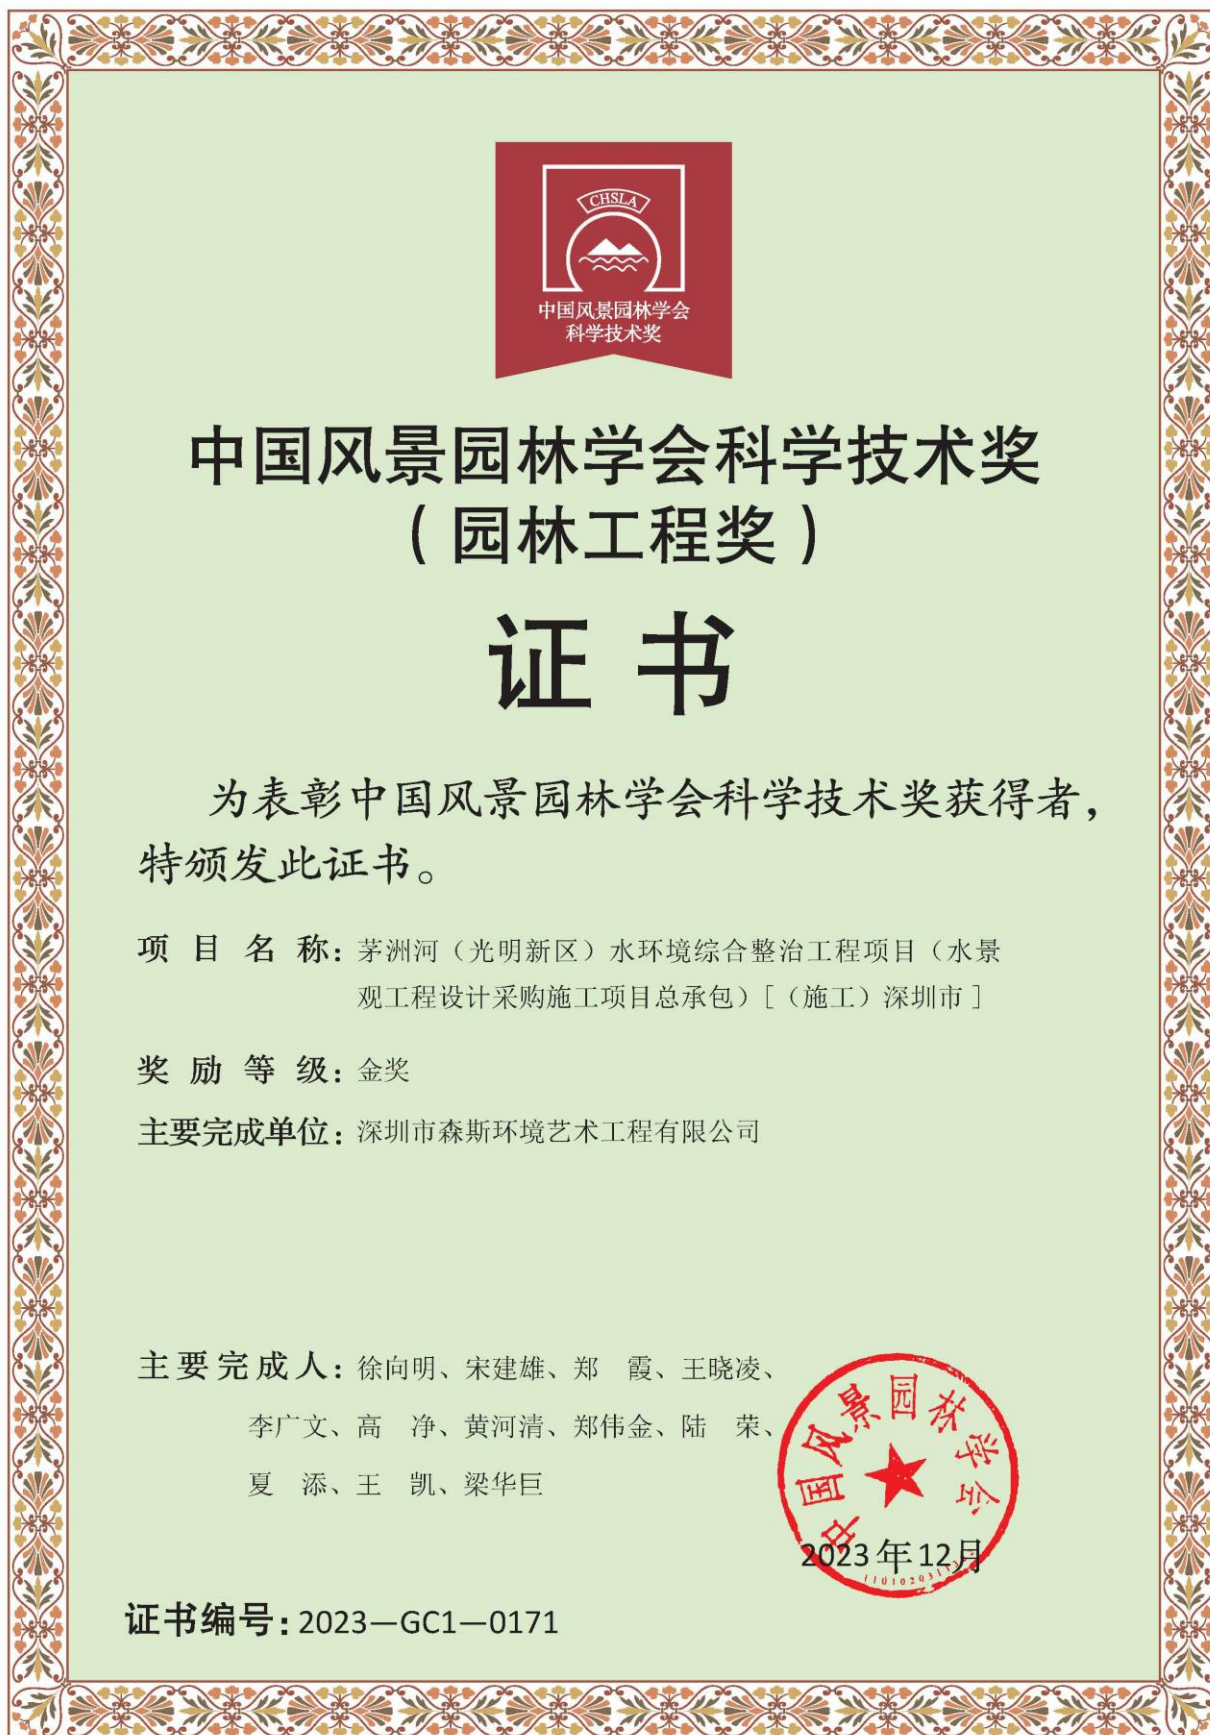 CHSLA
中国风景园林学会
科学技术奖
中国风景园林学会科学技术奖
（园林工程奖）
证书
为表彰中国风景园林学会科学技术奖获得者，
特颁发此证书。
项目名称：茅洲河（光明新区）水环境综合整治工程项目（水景
观工程设计采购施工项目总承包）[（施工）深圳市]
奖励等级：金奖
主要完成单位：深圳市森斯环境艺术工程有限公司
主要完成人：徐向明、宋建雄、郑　霞、王晓凌、
李广文、高　净、黄河清、郑伟金、陆　荣、
夏　添、王　凯、梁华巨
中国风景园林学会
2023年12月
证书编号：2023—GC1—0171